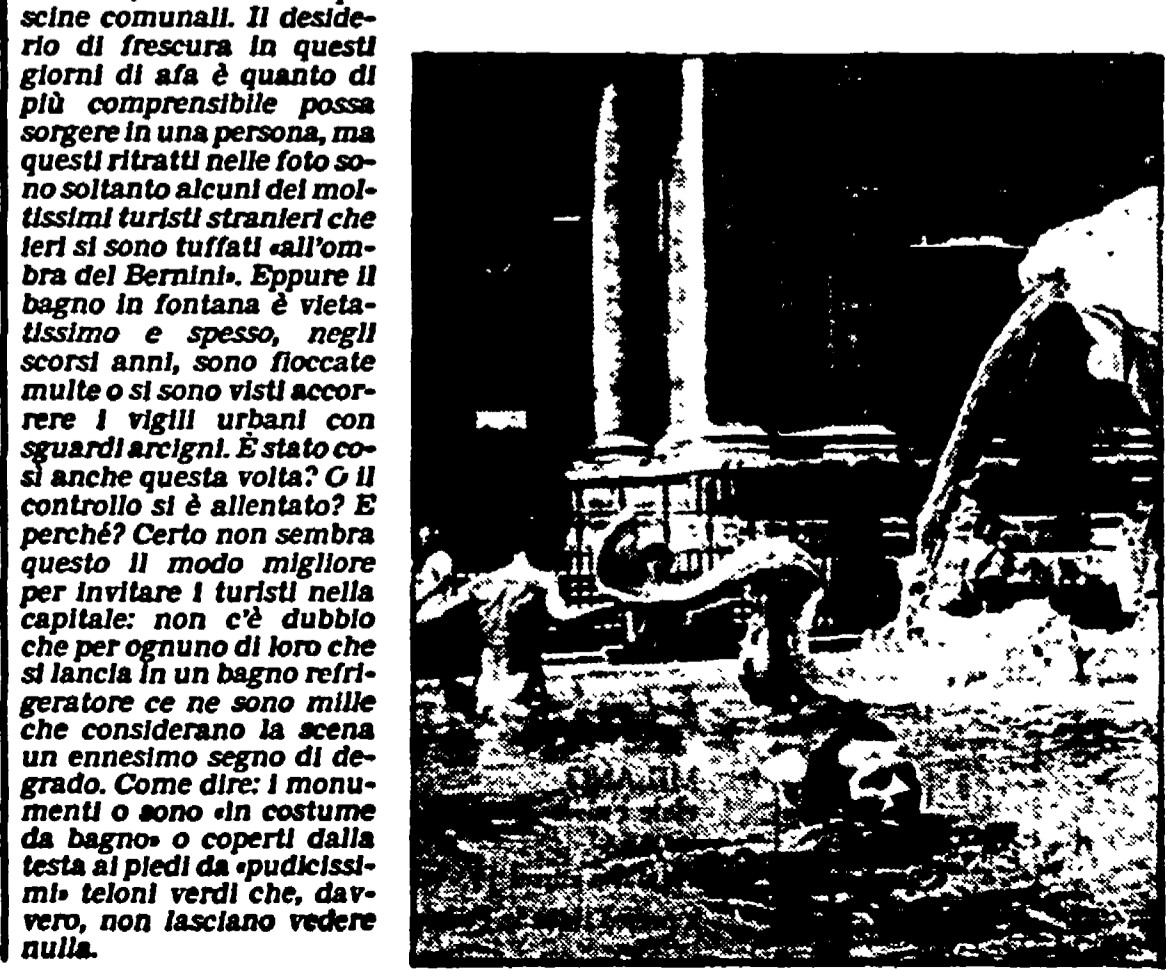 scine comunali. Il deside-
rio di frescura in questi
giorni di afa è quanto di
più comprensibile possa
sorgere in una persona, ma
questi ritratti nelle foto so-
no soltanto alcuni dei mol-
tissimi turisti stranieri che
ieri si sono tuffati «all'om-
bra del Bernini». Eppure il
bagno in fontana è vieta-
tissimo e spesso, negli
scorsi anni, sono fioccate
multe o si sono visti accor-
rere i vigili urbani con
sguardi arcigni. È stato co-
sì anche questa volta? O il
controllo si è allentato? E
perché? Certo non sembra
questo il modo migliore
per invitare i turisti nella
capitale: non c'è dubbio
che per ognuno di loro che
si lancia in un bagno refri-
geratore ce ne sono mille
che considerano la scena
un ennesimo segno di de-
grado. Come dire: i monu-
menti o sono «in costume
da bagno» o coperti dalla
testa ai piedi da «pudicissi-
mi» teloni verdi che, dav-
vero, non lasciano vedere
nulla.